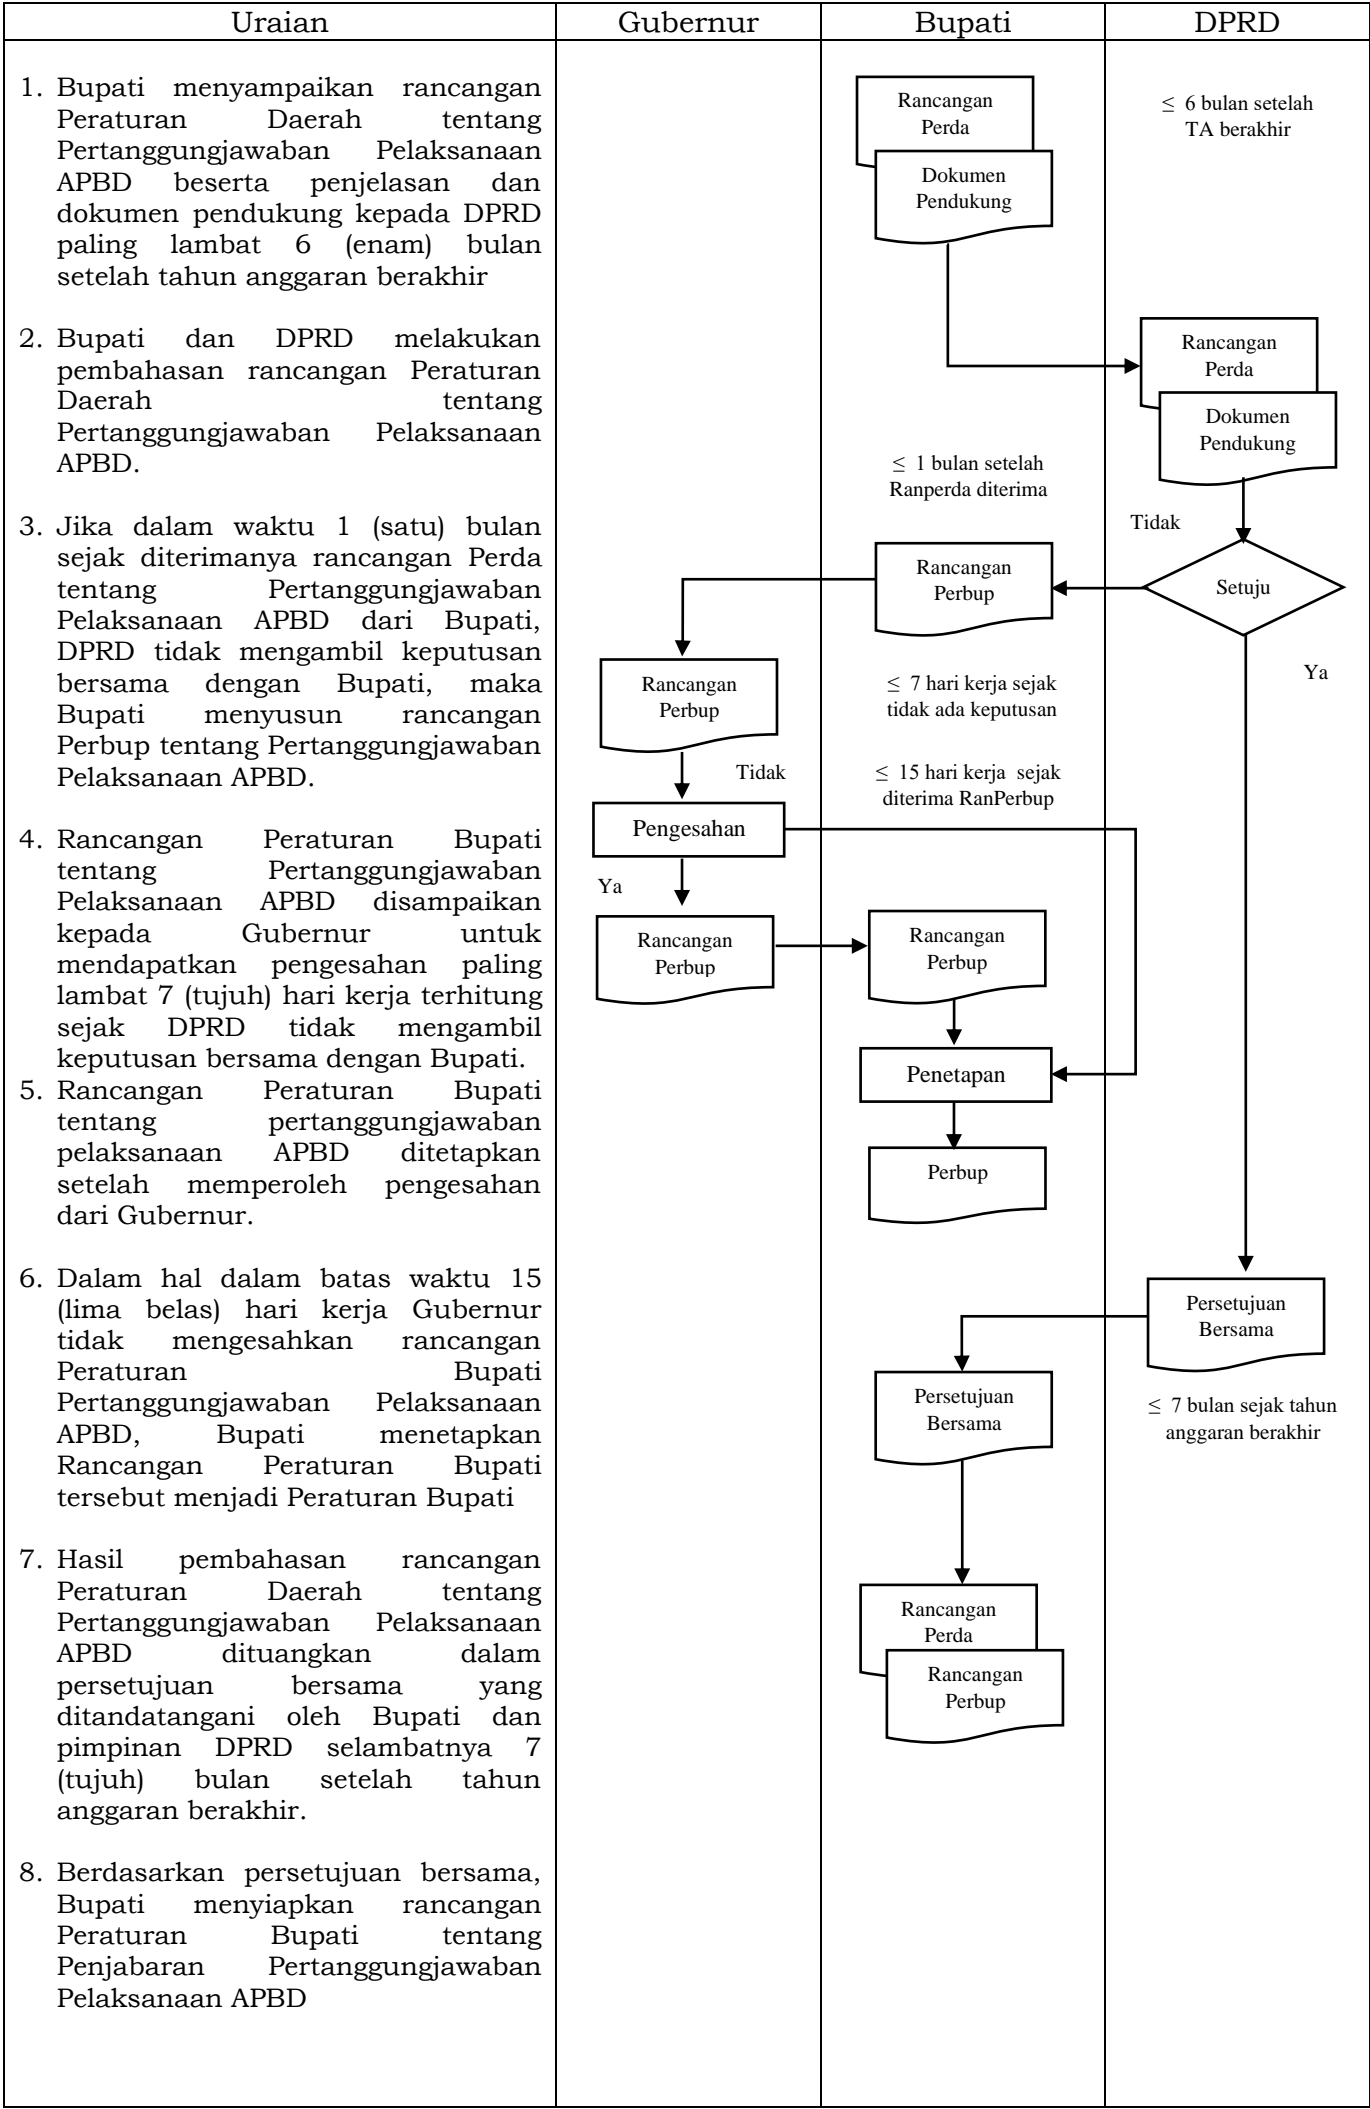 Uraian
Gubernur
Bupati
DPRD
1. Bupati menyampaikan rancangan
Peraturan Daerah tentang
Pertanggungjawaban Pelaksanaan
APBD beserta penjelasan dan
dokumen pendukung kepada DPRD
paling lambat 6 (enam) bulan
setelah tahun anggaran berakhir
2. Bupati dan DPRD melakukan
pembahasan rancangan Peraturan
Daerah tentang
Pertanggungjawaban Pelaksanaan
APBD.
3. Jika dalam waktu 1 (satu) bulan
sejak diterimanya rancangan Perda
tentang Pertanggungjawaban
Pelaksanaan APBD dari Bupati,
DPRD tidak mengambil keputusan
bersama dengan Bupati, maka
Bupati menyusun rancangan
Perbup tentang Pertanggungjawaban
Pelaksanaan APBD.
4. Rancangan Peraturan Bupati
tentang Pertanggungjawaban
Pelaksanaan APBD disampaikan
kepada Gubernur untuk
mendapatkan pengesahan paling
lambat 7 (tujuh) hari kerja terhitung
sejak DPRD tidak mengambil
keputusan bersama dengan Bupati.
5. Rancangan Peraturan Bupati
tentang pertanggungjawaban
pelaksanaan APBD ditetapkan
setelah memperoleh pengesahan
dari Gubernur.
6. Dalam hal dalam batas waktu 15
(lima belas) hari kerja Gubernur
tidak mengesahkan rancangan
Peraturan Bupati
Pertanggungjawaban Pelaksanaan
APBD, Bupati menetapkan
Rancangan Peraturan Bupati
tersebut menjadi Peraturan Bupati
7. Hasil pembahasan rancangan
Peraturan Daerah tentang
Pertanggungjawaban Pelaksanaan
APBD dituangkan dalam
persetujuan bersama yang
ditandatangani oleh Bupati dan
pimpinan DPRD selambatnya 7
(tujuh) bulan setelah tahun
anggaran berakhir.
8. Berdasarkan persetujuan bersama,
Bupati menyiapkan rancangan
Peraturan Bupati tentang
Penjabaran Pertanggungjawaban
Pelaksanaan APBD
Rancangan
Perda
Dokumen
Pendukung
≤ 6 bulan setelah
TA berakhir
Rancangan
Perda
Dokumen
Pendukung
≤ 1 bulan setelah
Ranperda diterima
Tidak
Setuju
Ya
Rancangan
Perbup
Rancangan
Perbup
≤ 7 hari kerja sejak
tidak ada keputusan
Tidak
≤ 15 hari kerja sejak
diterima RanPerbup
Pengesahan
Ya
Rancangan
Perbup
Rancangan
Perbup
Penetapan
Perbup
Persetujuan
Bersama
Persetujuan
Bersama
≤ 7 bulan sejak tahun
anggaran berakhir
Rancangan
Perda
Rancangan
Perbup